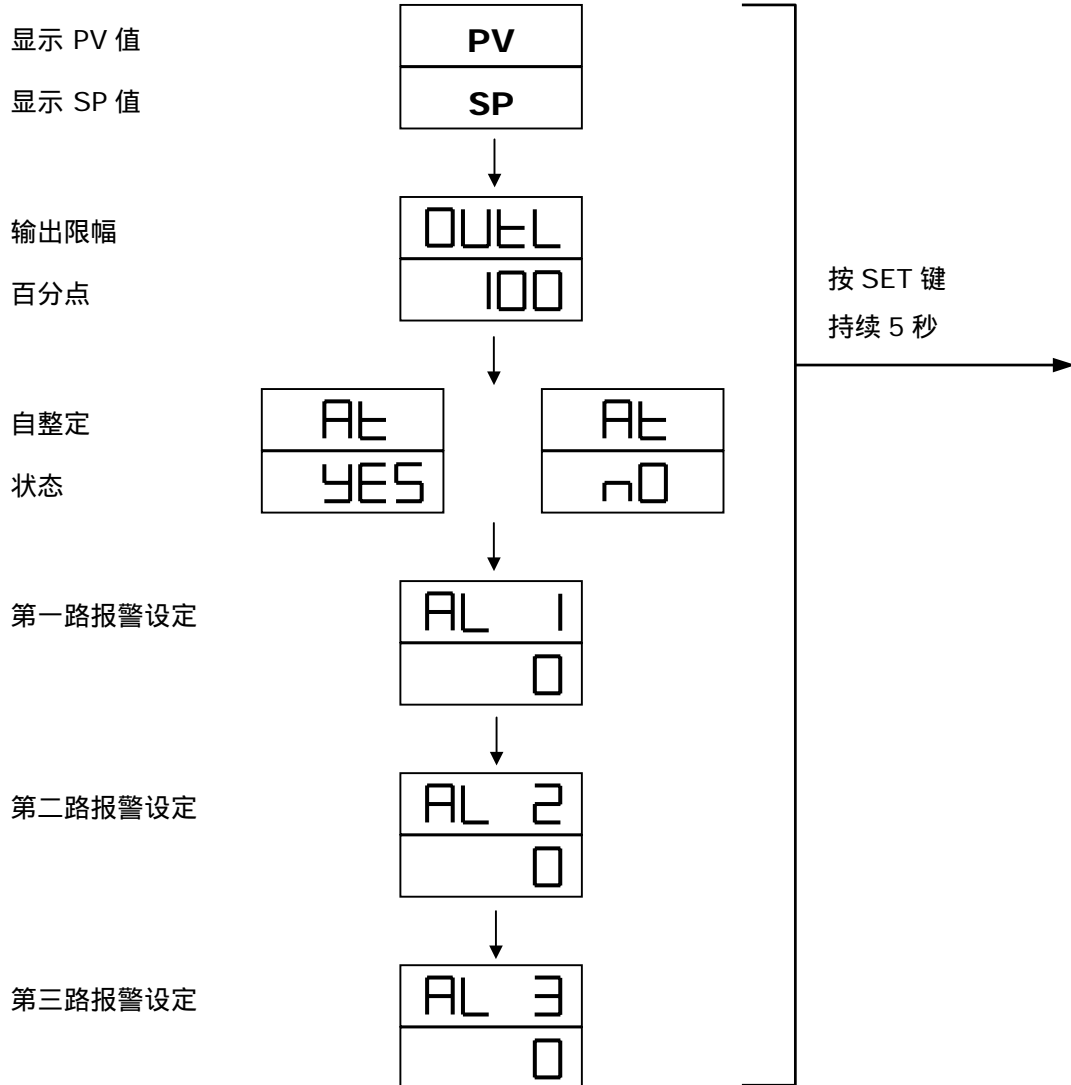 显示 PV 值
PV
显示 SP 值
SP
输出限幅
OUtL
百分点
100
按 SET 键
持续 5 秒
自整定
At
At
状态
YES
nO
第一路报警设定
AL 1
0
第二路报警设定
AL 2
0
第三路报警设定
AL 3
0